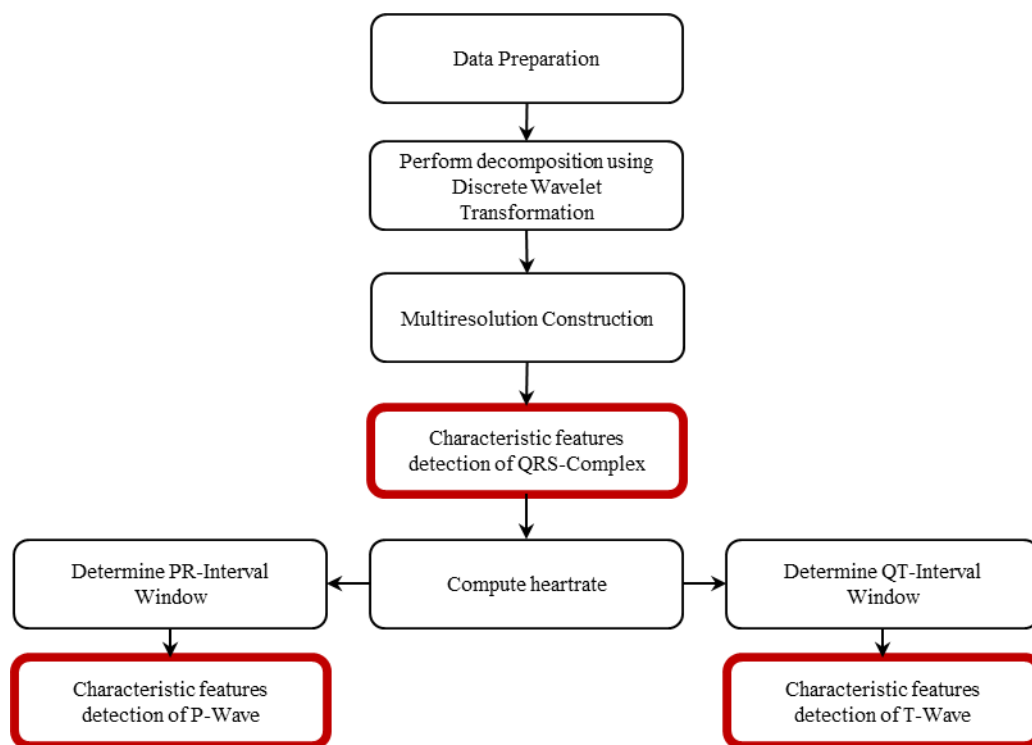 Data Preparation
Perform decomposition using
Discrete Wavelet
Transformation
Multiresolution Construction
Characteristic features
detection of QRS-Complex
Determine PR-Interval
Window
Compute heartrate
Determine QT-Interval
Window
Characteristic features
detection of P-Wave
Characteristic features
detection of T-Wave